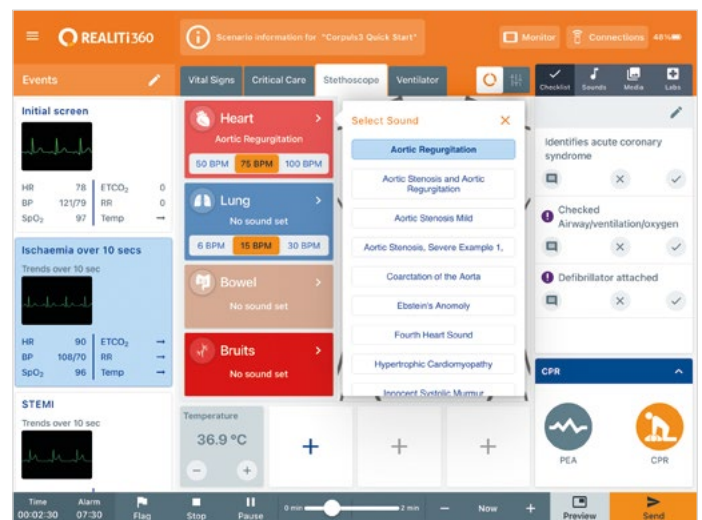 REALITi360
Scenario information for "Corpuls3 Quick Start"
Monitor
Connections
48%
Events
Vital Signs
Critical Care
Stethoscope
Ventilator
Checklist
Sounds
Media
Labs
Initial screen
HR 78 ETCO₂ 0
BP 121/79 RR 0
SpO₂ 97 Temp →
Ischaemia over 10 secs
Trends over 10 sec
HR 90 ETCO₂ →
BP 108/70 RR →
SpO₂ 96 Temp →
STEMI
Trends over 10 sec
Heart
Aortic Regurgitation
50 BPM 75 BPM 100 BPM
Lung
No sound set
6 BPM 15 BPM 30 BPM
Bowel
No sound set
Bruits
No sound set
Select Sound
Aortic Regurgitation
Aortic Stenosis and Aortic
Regurgitation
Aortic Stenosis Mild
Aortic Stenosis, Severe Example 1,
Coarctation of the Aorta
Ebstein's Anomoly
Fourth Heart Sound
Hypertrophic Cardiomyopathy
Innocent Systolic Murmur
Identifies acute coronary
syndrome
Checked
Airway/ventilation/oxygen
Defibrillator attached
CPR
PEA
CPR
Temperature
36.9 °C
− +
+
+
+
Time
00:02:30
Alarm
07:30
Flag
Stop
Pause
0 min
2 min
− Now +
Preview
Send